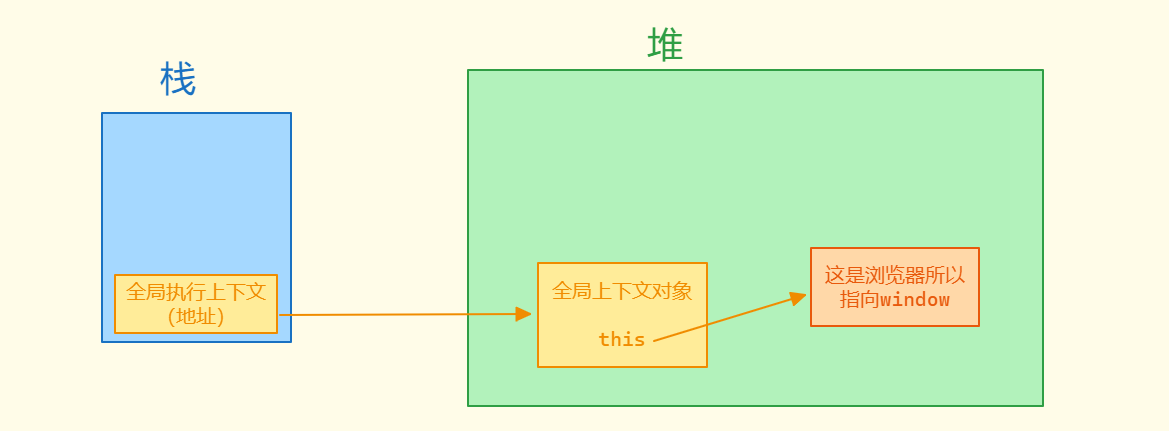 栈
堆
全局执行上下文
(地址)
全局上下文对象
this
这是浏览器所以
指向window